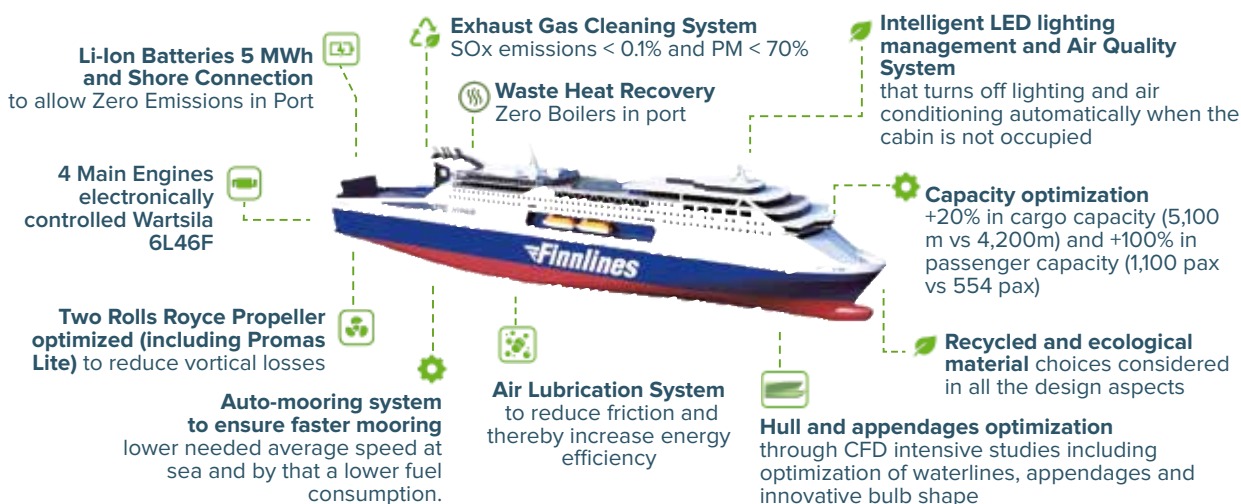 Li-Ion Batteries 5 MWh
and Shore Connection
to allow Zero Emissions in Port
Exhaust Gas Cleaning System
SOx emissions < 0.1% and PM < 70%
Waste Heat Recovery
Zero Boilers in port
Intelligent LED lighting
management and Air Quality
System
that turns off lighting and air
conditioning automatically when the
cabin is not occupied
4 Main Engines
electronically
controlled Wartsila
6L46F
Capacity optimization
+20% in cargo capacity (5,100
m vs 4,200m) and +100% in
passenger capacity (1,100 pax
vs 554 pax)
Finnlines
Two Rolls Royce Propeller
optimized (including Promas
Lite) to reduce vortical losses
Auto-mooring system
to ensure faster mooring
lower needed average speed at
sea and by that a lower fuel
consumption.
Air Lubrication System
to reduce friction and
thereby increase energy
efficiency
Recycled and ecological
material choices considered
in all the design aspects
Hull and appendages optimization
through CFD intensive studies including
optimization of waterlines, appendages and
innovative bulb shape